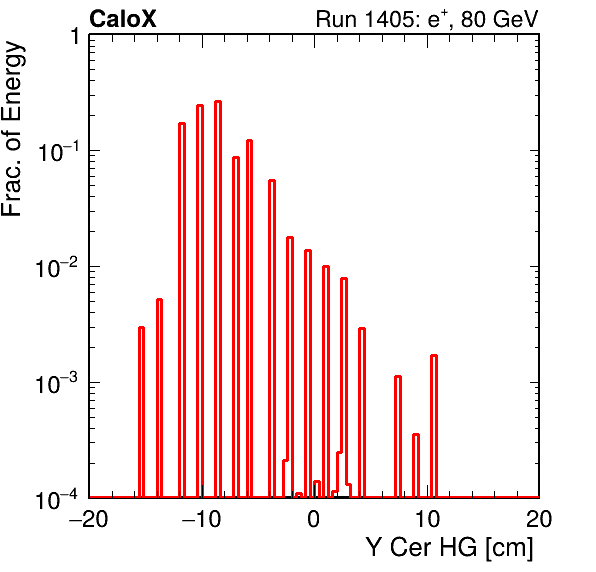 CaloX
Run 1405: e⁺, 80 GeV
Frac. of Energy
1
10⁻¹
10⁻²
10⁻³
10⁻⁴
−20 −10 0 10 20
Y Cer HG [cm]